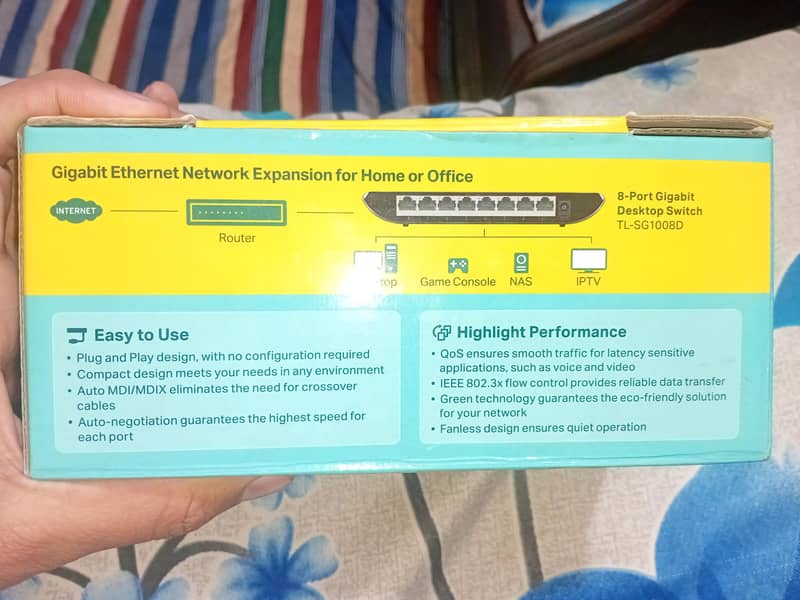 Gigabit Ethernet Network Expansion for Home or Office
INTERNET
Router
8-Port Gigabit
Desktop Switch
TL-SG1008D
Game Console
NAS
IPTV
Easy to Use
• Plug and Play design, with no configuration required
• Compact design meets your needs in any environment
• Auto MDI/MDIX eliminates the need for crossover
cables
• Auto-negotiation guarantees the highest speed for
each port
Highlight Performance
• QoS ensures smooth traffic for latency sensitive
applications, such as voice and video
• IEEE 802.3x flow control provides reliable data transfer
• Green technology guarantees the eco-friendly solution
for your network
• Fanless design ensures quiet operation